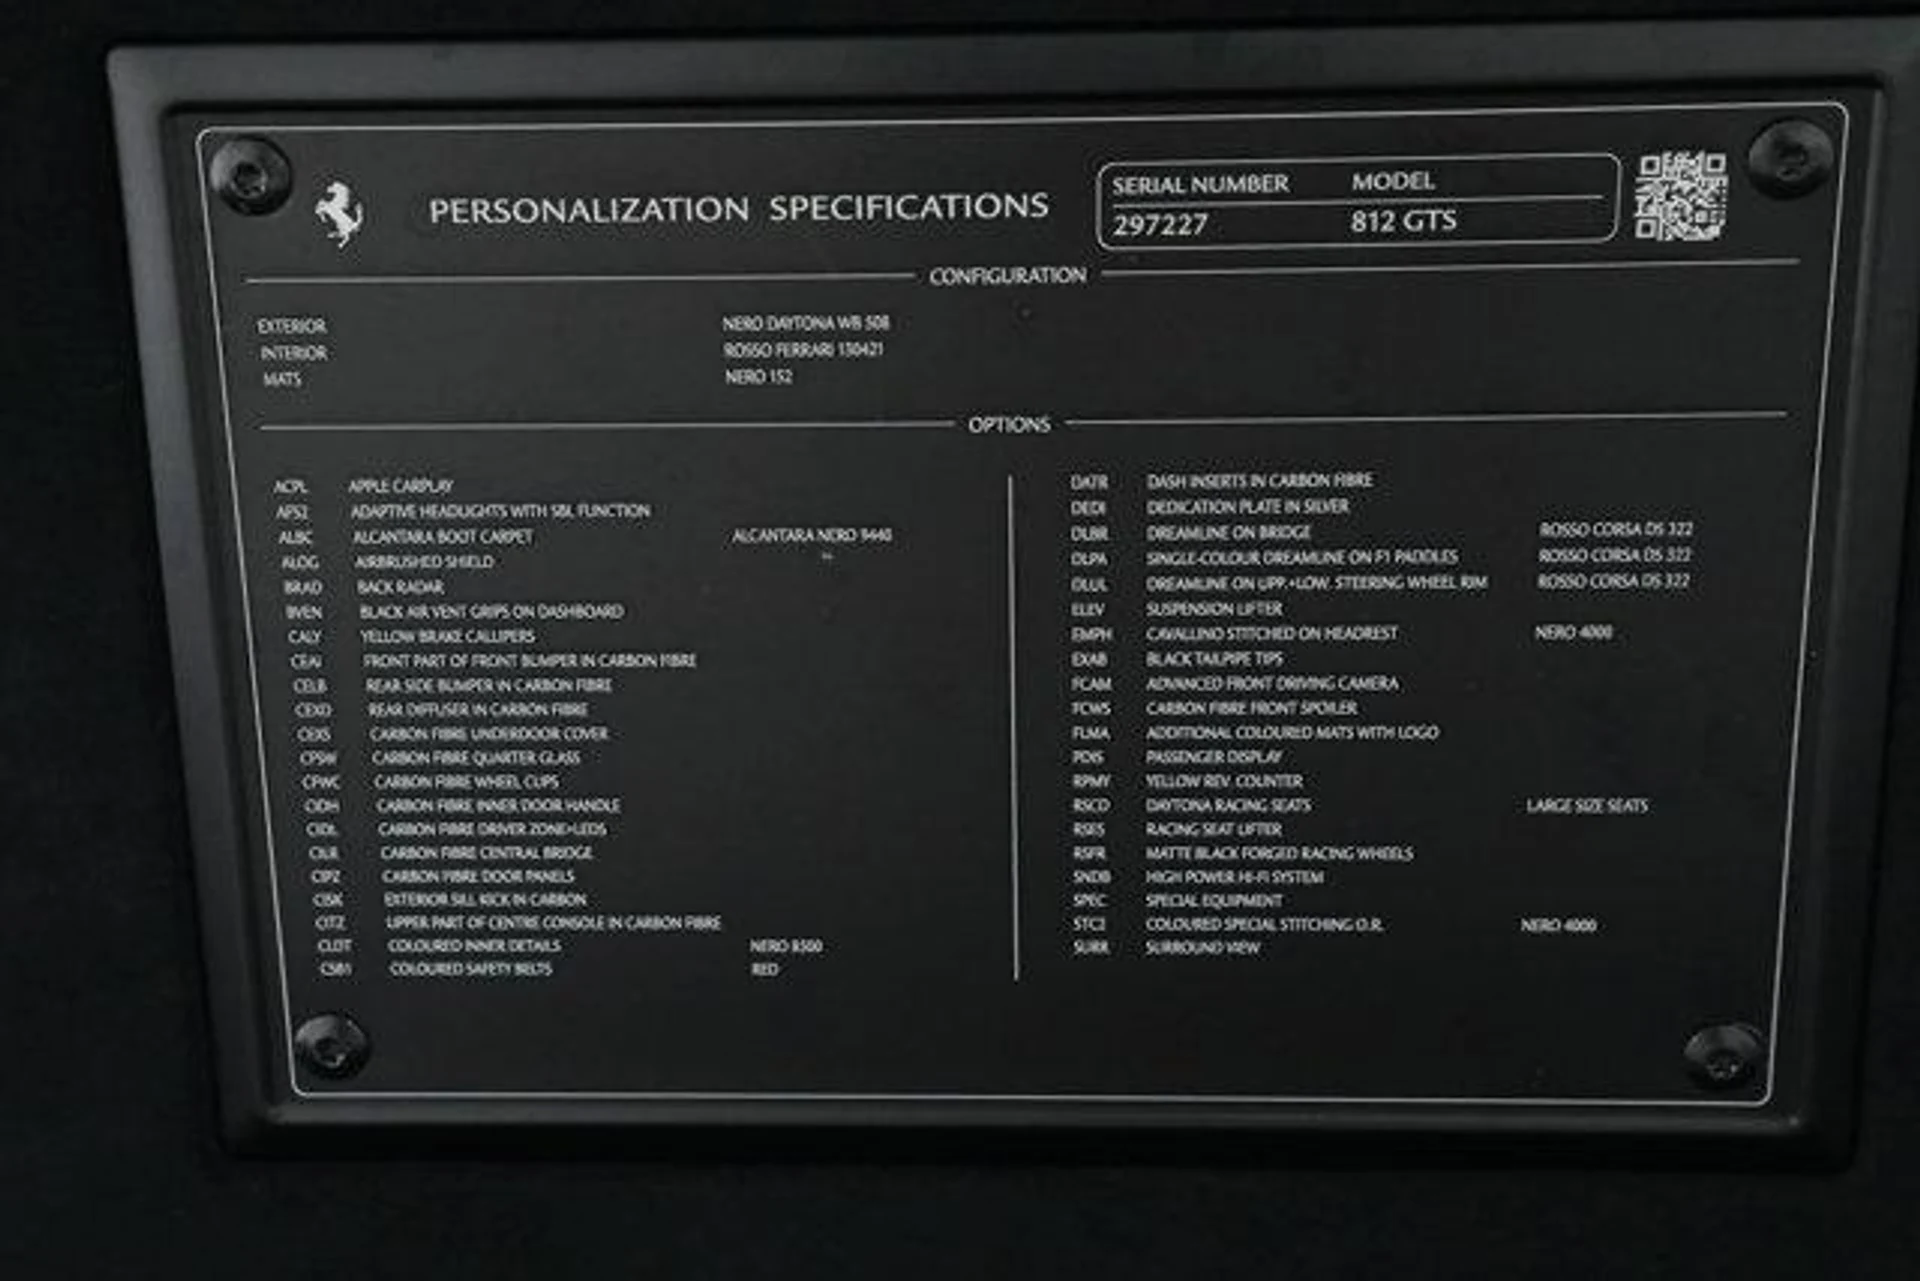 PERSONALIZATION SPECIFICATIONS
SERIAL NUMBER MODEL
297227 812 GTS
CONFIGURATION
EXTERIOR NERO DAYTONA WB 508
INTERIOR ROSSO FERRARI 130421
MATS NERO 152
OPTIONS
ACPL APPLE CARPLAY
AFS2 ADAPTIVE HEADLIGHTS WITH SBL FUNCTION
ALBC ALCANTARA BOOT CARPET ALCANTARA NERO 9440
ALOG AIRBRUSHED SHIELD
BRAD BACK RADAR
BVEN BLACK AIR VENT GRIPS ON DASHBOARD
CALY YELLOW BRAKE CALLIPERS
CEAI FRONT PART OF FRONT BUMPER IN CARBON FIBRE
CELB REAR SIDE BUMPER IN CARBON FIBRE
CEXD REAR DIFFUSER IN CARBON FIBRE
CEXS CARBON FIBRE UNDERDOOR COVER
CFSW CARBON FIBRE QUARTER GLASS
CFWC CARBON FIBRE WHEEL CUPS
CIDH CARBON FIBRE INNER DOOR HANDLE
CIDL CARBON FIBRE DRIVER ZONE+LEDS
CILR CARBON FIBRE CENTRAL BRIDGE
CIPZ CARBON FIBRE DOOR PANELS
CISK EXTERIOR SILL KICK IN CARBON
CITZ UPPER PART OF CENTRE CONSOLE IN CARBON FIBRE
CLDT COLOURED INNER DETAILS NERO 8500
CSB1 COLOURED SAFETY BELTS RED
DATR DASH INSERTS IN CARBON FIBRE
DEDI DEDICATION PLATE IN SILVER
DLBR DREAMLINE ON BRIDGE ROSSO CORSA DS 322
DLPA SINGLE-COLOUR DREAMLINE ON F1 PADDLES ROSSO CORSA DS 322
DLUL DREAMLINE ON UPP.+LOW. STEERING WHEEL RIM ROSSO CORSA DS 322
ELEV SUSPENSION LIFTER
EMPH CAVALLINO STITCHED ON HEADREST NERO 4000
EXAB BLACK TAILPIPE TIPS
FCAM ADVANCED FRONT DRIVING CAMERA
FCWS CARBON FIBRE FRONT SPOILER
FLMA ADDITIONAL COLOURED MATS WITH LOGO
PDIS PASSENGER DISPLAY
RPMY YELLOW REV. COUNTER
RSCD DAYTONA RACING SEATS LARGE SIZE SEATS
RSES RACING SEAT LIFTER
RSFR MATTE BLACK FORGED RACING WHEELS
SNDB HIGH POWER HI-FI SYSTEM
SPEC SPECIAL EQUIPMENT
STC2 COLOURED SPECIAL STITCHING O.R. NERO 4000
SURR SURROUND VIEW